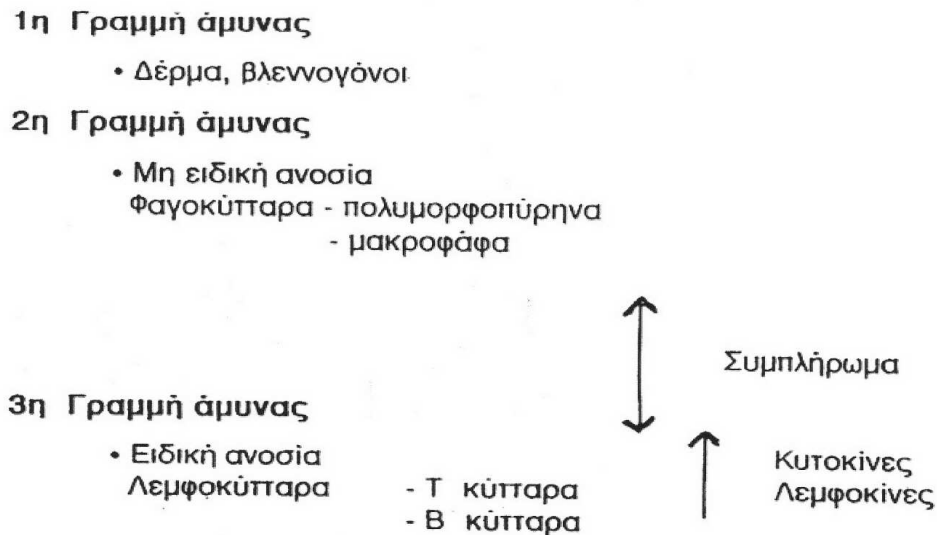 1η Γραμμή άμυνας
• Δέρμα, βλεννογόνοι
2η Γραμμή άμυνας
• Μη ειδική ανοσία
Φαγοκύτταρα - πολυμορφοπύρηνα
- μακροφάφα
Συμπλήρωμα
3η Γραμμή άμυνας
• Ειδική ανοσία
Λεμφοκύτταρα - Τ κύτταρα
- Β κύτταρα
Κυτοκίνες
Λεμφοκίνες